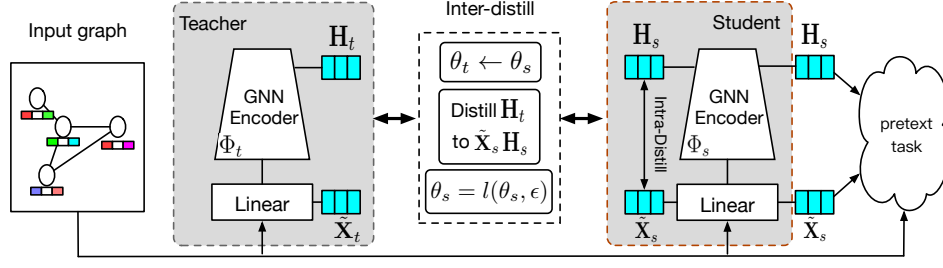 Input graph
Teacher
H_t
GNN
Encoder
Φ_t
Linear
X̃_t
Inter-distill
θ_t ← θ_s
Distill H_t
to X̃_s H_s
θ_s = l(θ_s, ϵ)
Student
H_s
Intra-Distill
GNN
Encoder
Φ_s
Linear
X̃_s
H_s
X̃_s
pretext
task